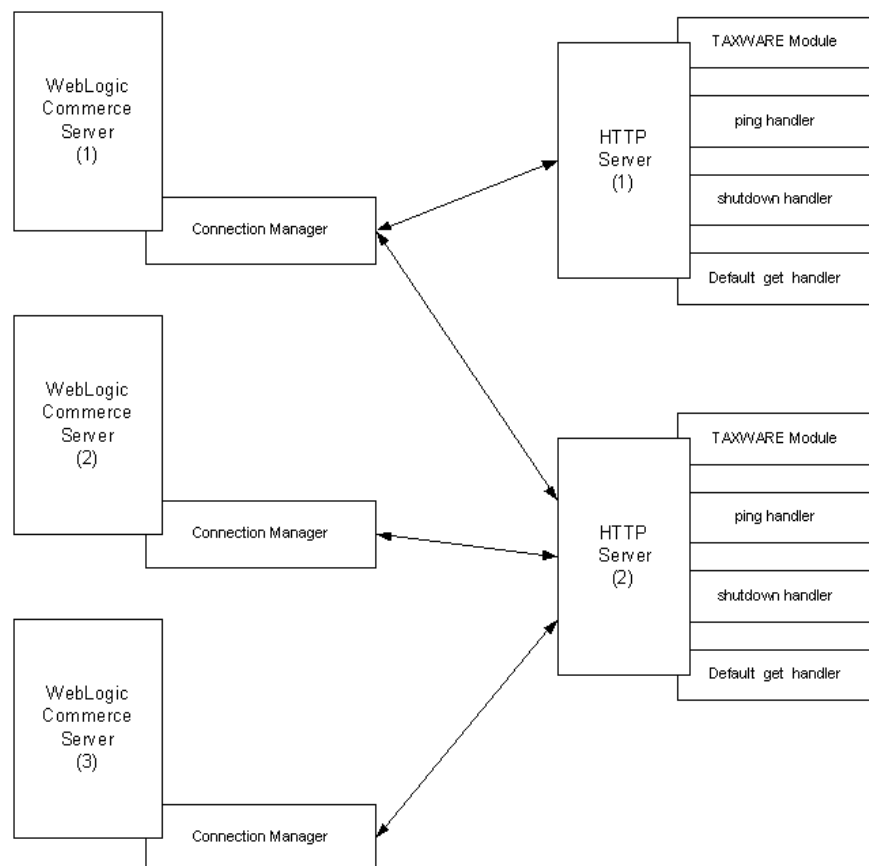 WebLogic
Commerce
Server
(1)
Connection Manager
HTTP
Server
(1)
TAXWARE Module
ping handler
shutdown handler
Default get handler
WebLogic
Commerce
Server
(2)
Connection Manager
HTTP
Server
(2)
TAXWARE Module
ping handler
shutdown handler
Default get handler
WebLogic
Commerce
Server
(3)
Connection Manager